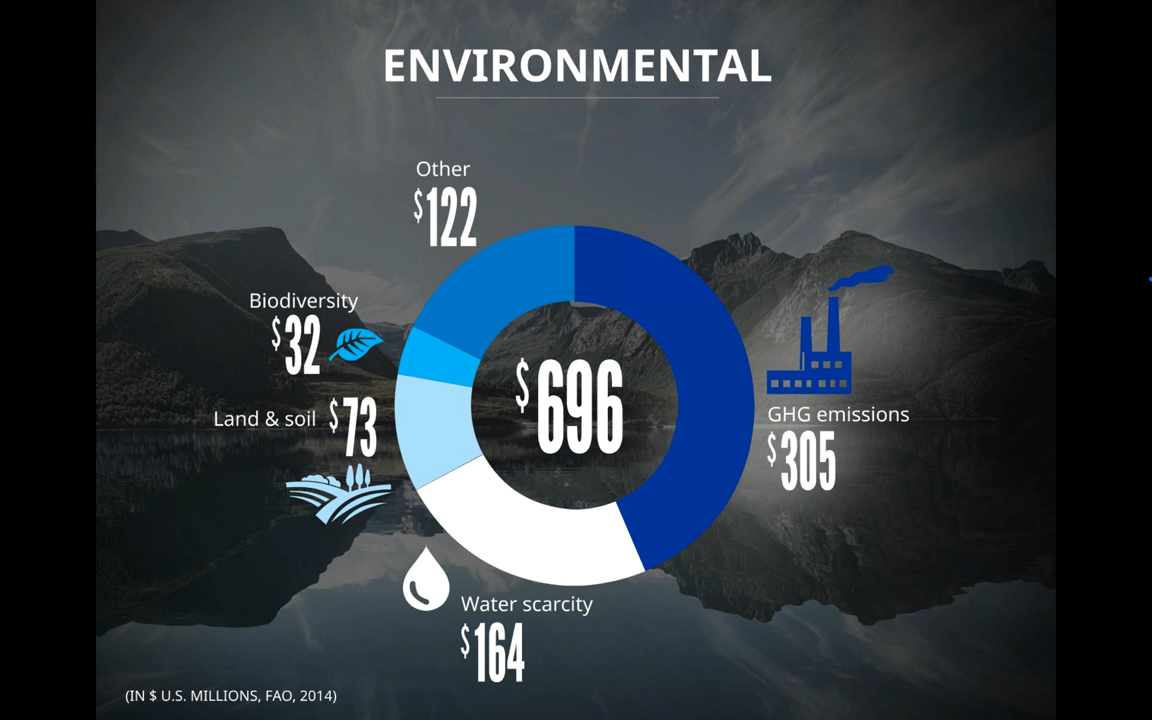 ENVIRONMENTAL
Other
$122
Biodiversity
$32
Land & soil $73
$696
GHG emissions
$305
Water scarcity
$164
(IN $ U.S. MILLIONS, FAO, 2014)